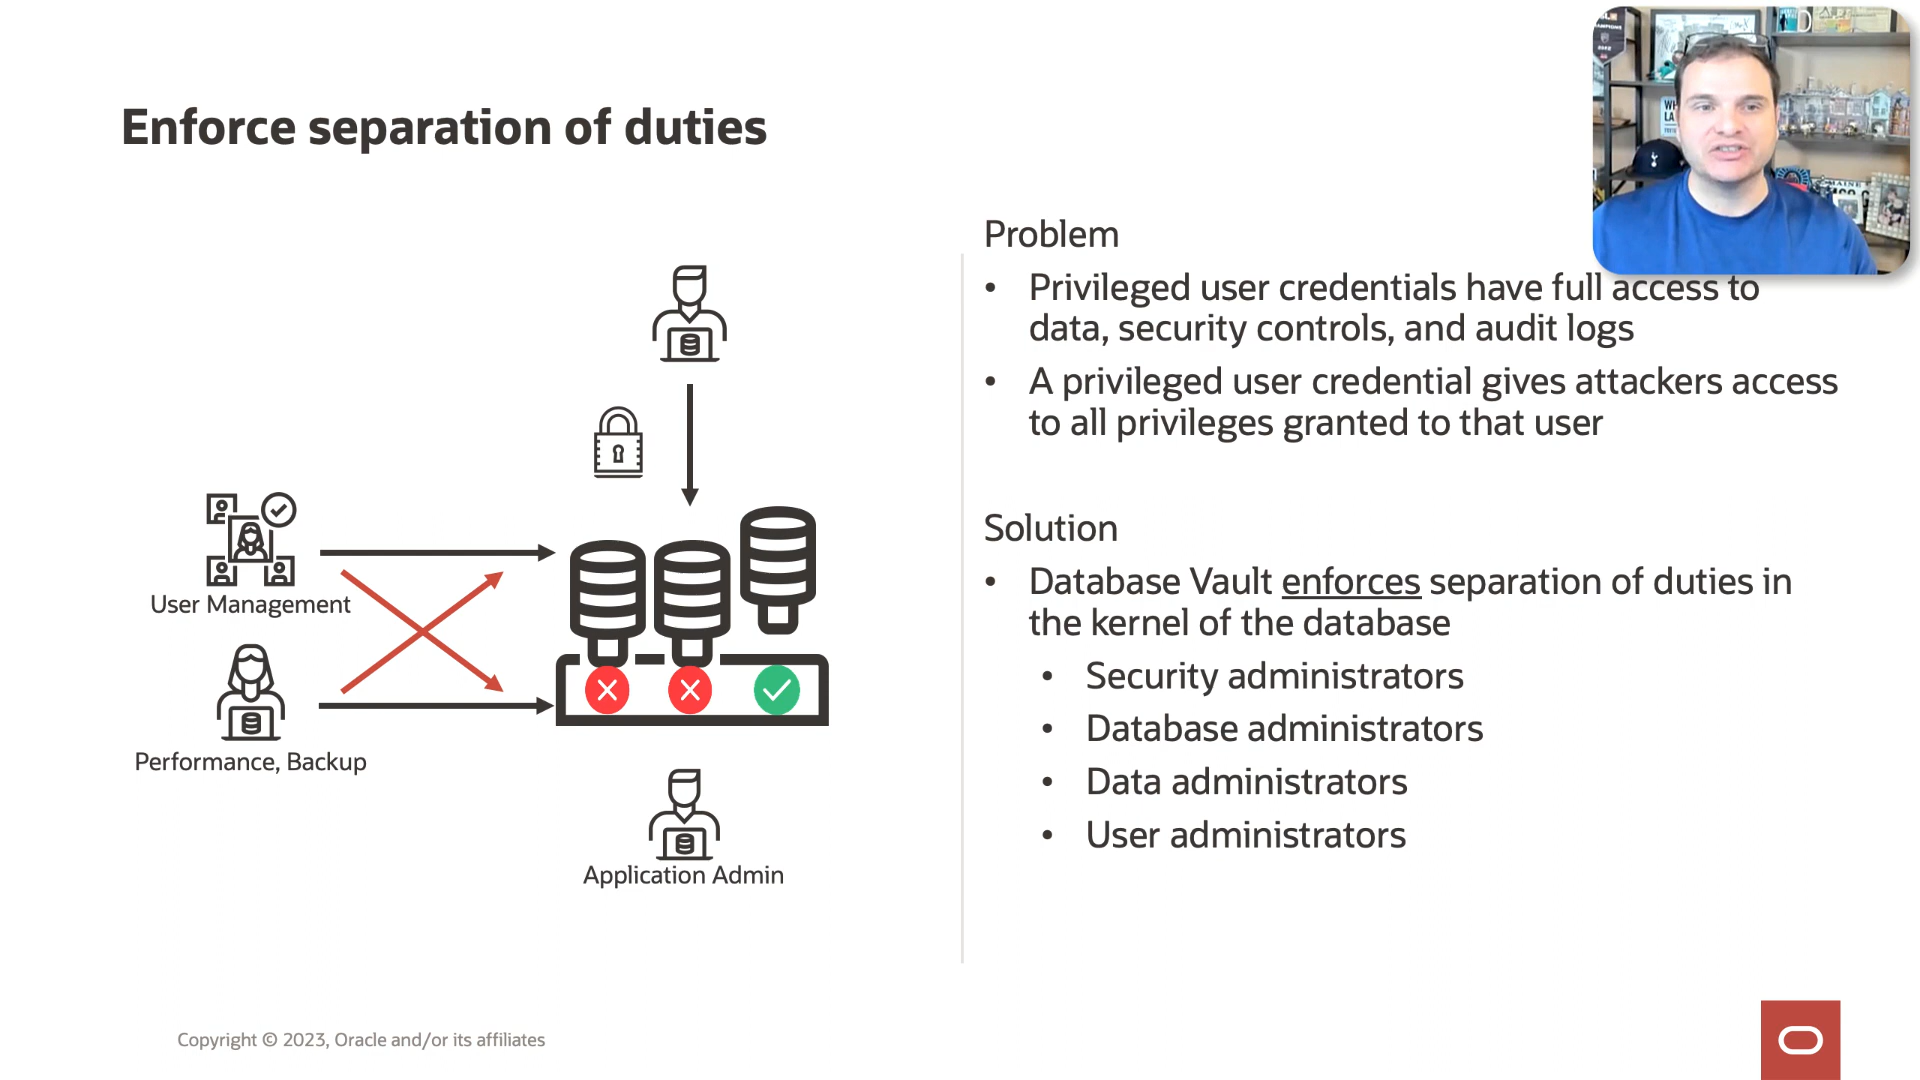 Enforce separation of duties
User Management
Performance, Backup
Application Admin
Problem
• Privileged user credentials have full access to
data, security controls, and audit logs
• A privileged user credential gives attackers access
to all privileges granted to that user
Solution
• Database Vault enforces separation of duties in
the kernel of the database
• Security administrators
• Database administrators
• Data administrators
• User administrators
Copyright © 2023, Oracle and/or its affiliates